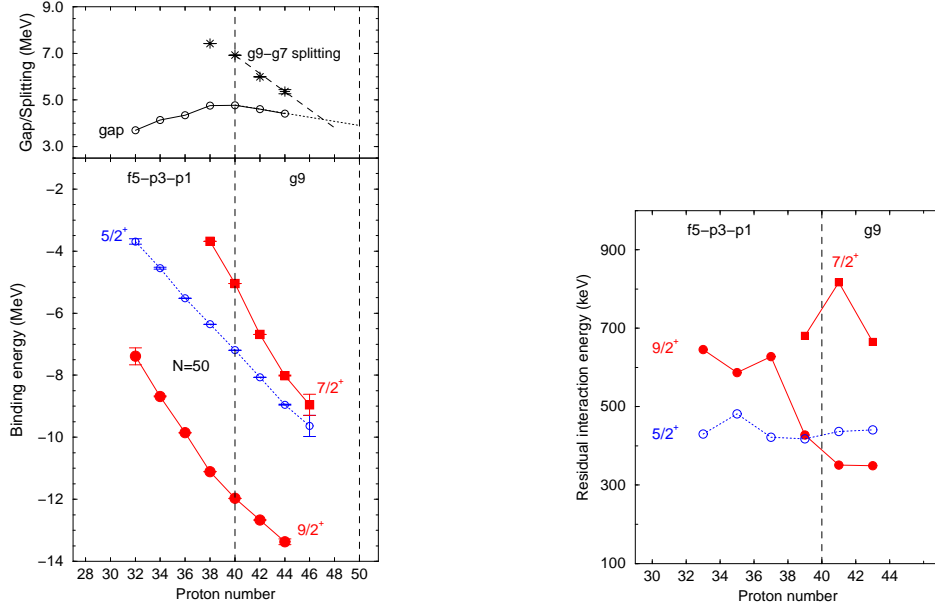 9.0
7.0
5.0
3.0
Gap/Splitting (MeV)
g9−g7 splitting
gap
f5−p3−p1
g9
−2
−4
−6
−8
−10
−12
−14
Binding energy (MeV)
5/2+
N=50
7/2+
9/2+
28 30 32 34 36 38 40 42 44 46 48 50
Proton number
f5−p3−p1
g9
900
700
500
300
100
Residual interaction energy (keV)
7/2+
9/2+
5/2+
30 32 34 36 38 40 42 44
Proton number